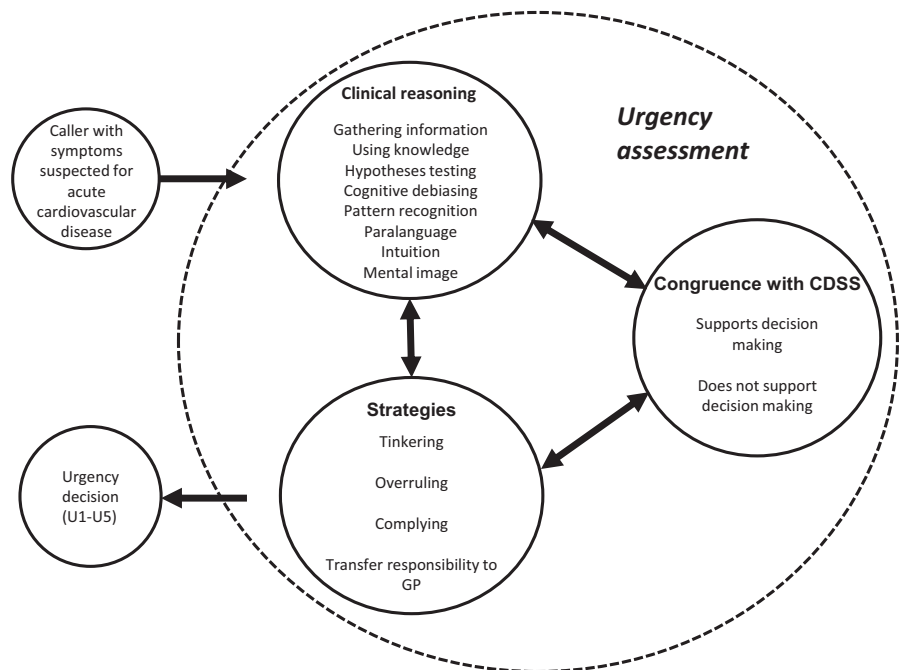 Caller with
symptoms
suspected for
acute
cardiovascular
disease
Clinical reasoning
Gathering information
Using knowledge
Hypotheses testing
Cognitive debiasing
Pattern recognition
Paralanguage
Intuition
Mental image
Urgency
assessment
Congruence with CDSS
Supports decision
making
Does not support
decision making
Strategies
Tinkering
Overruling
Complying
Transfer responsibility to
GP
Urgency
decision
(U1-U5)